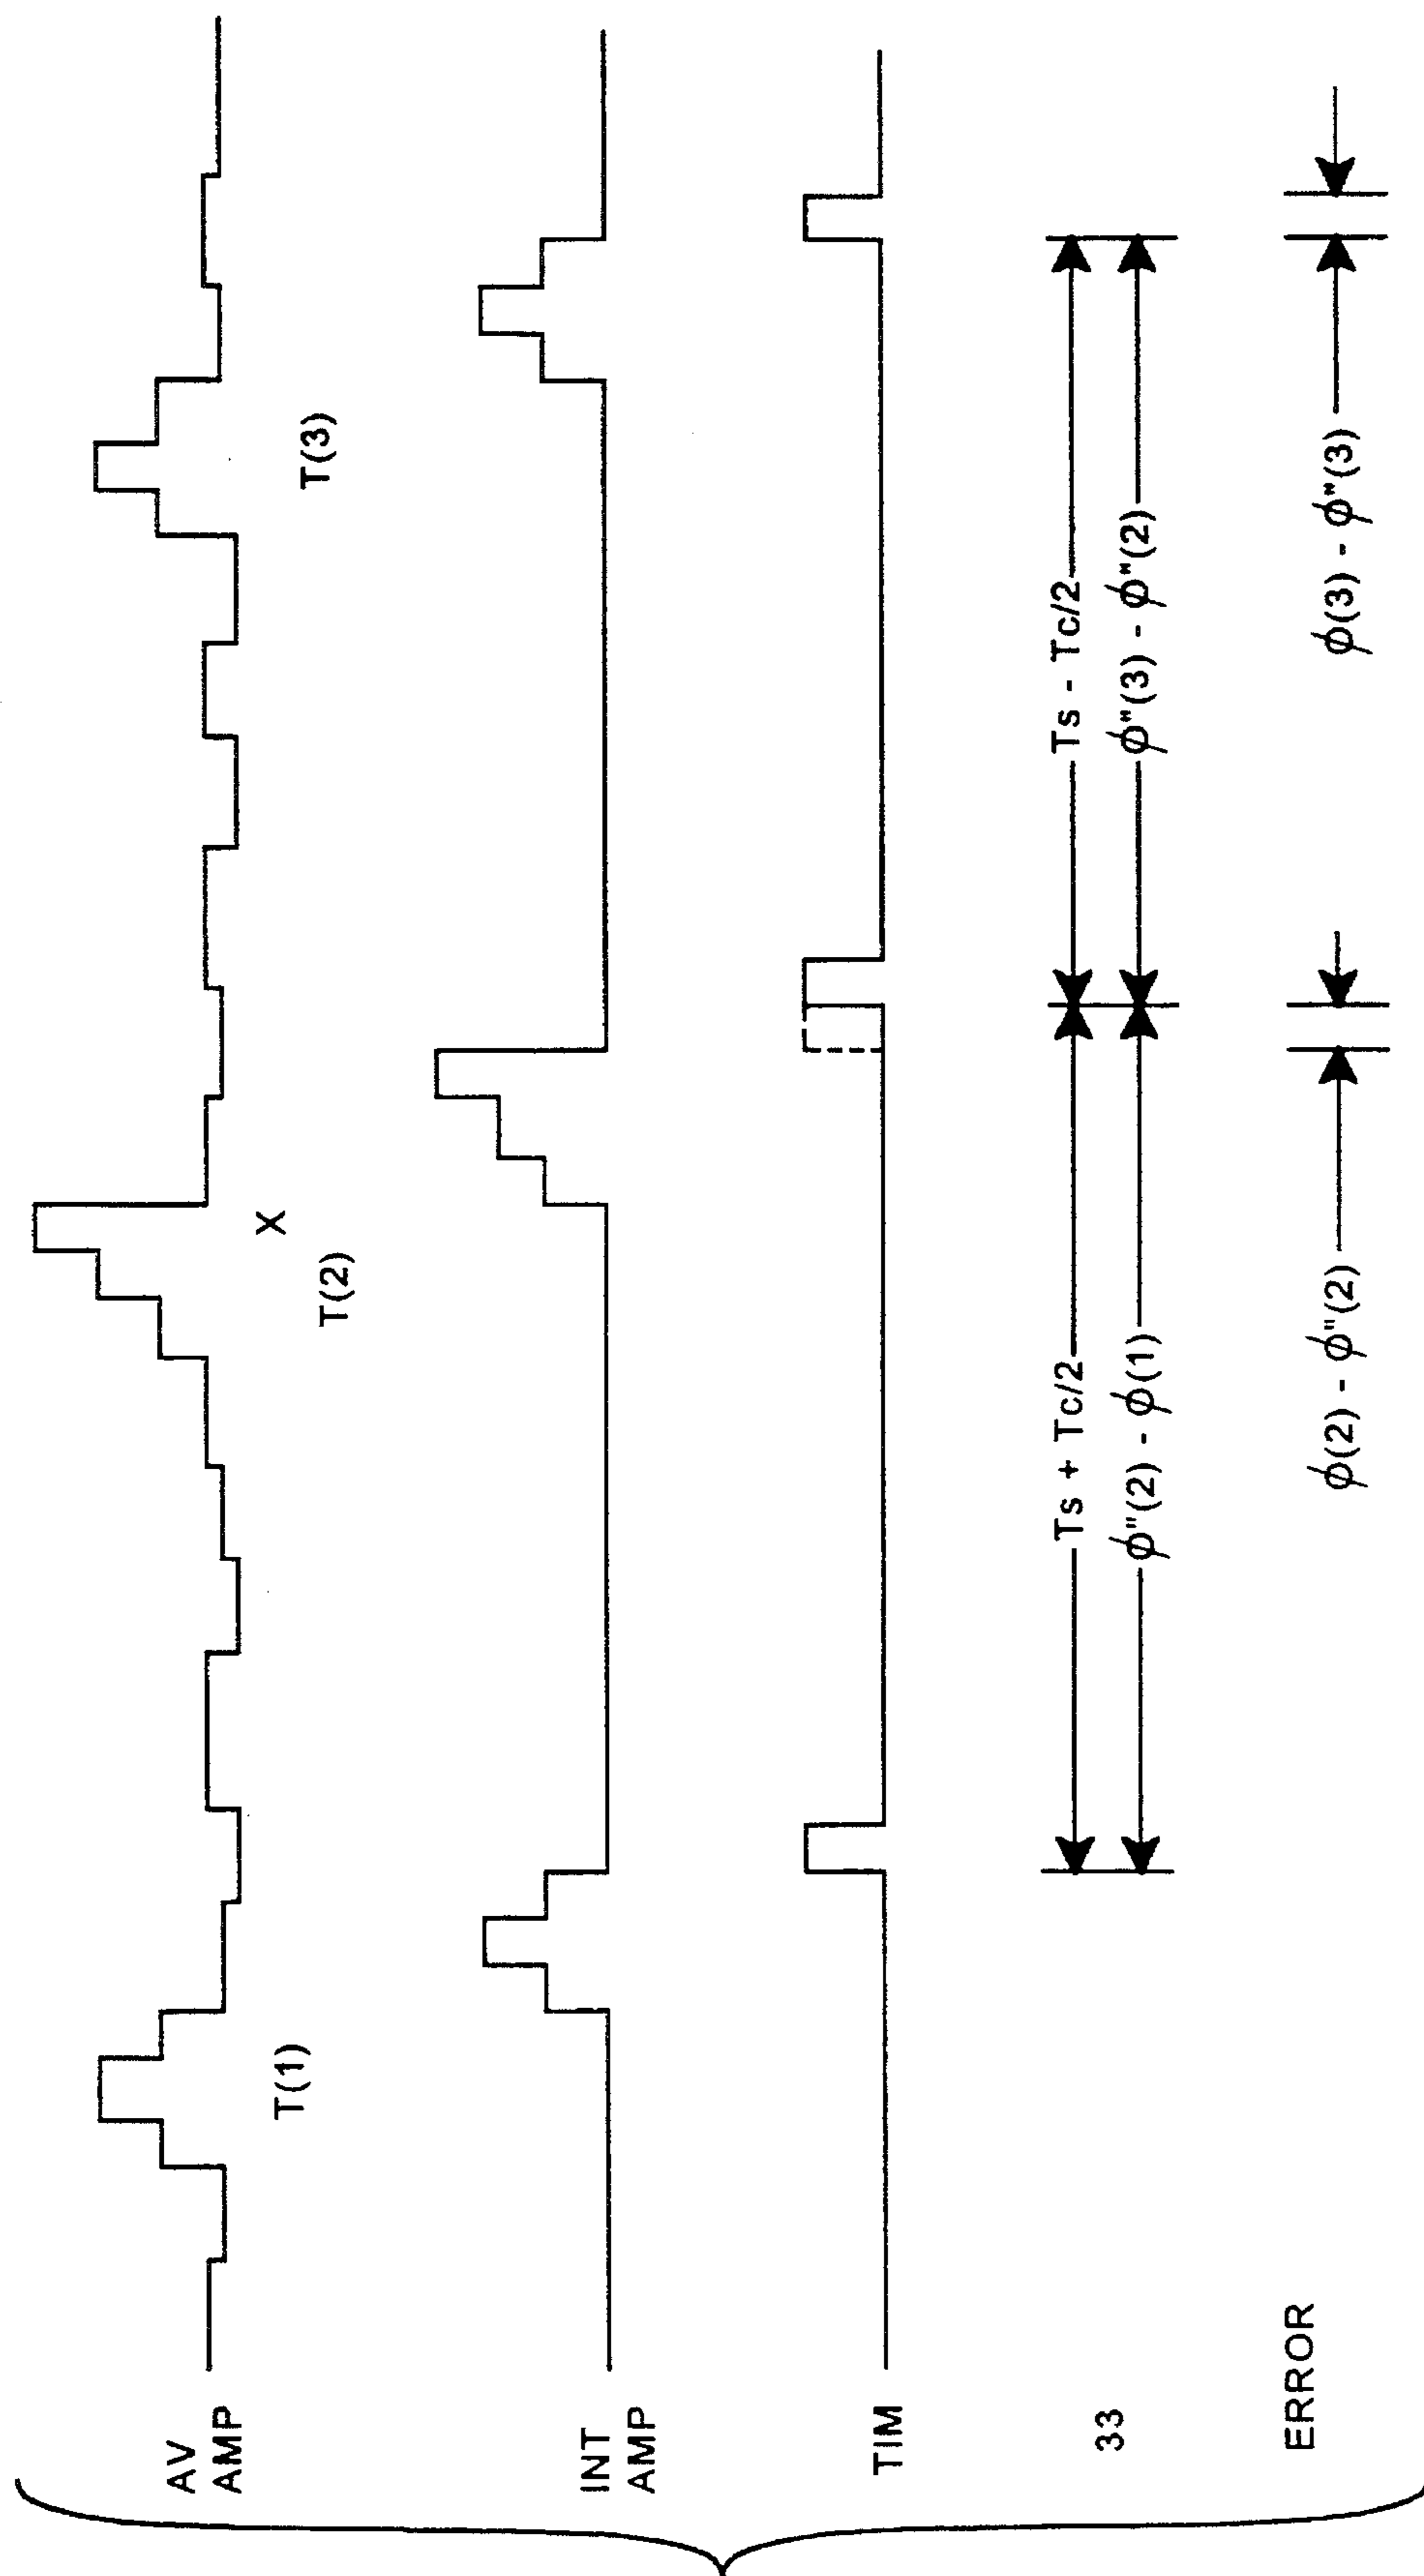 AV
AMP
T(1)
T(2)
X
T(3)
INT
AMP
TIM
33
Ts + Tc/2
Ts - Tc/2
ϕ"(2) - ϕ(1)
ϕ"(3) - ϕ"(2)
ERROR
ϕ(2) - ϕ"(2)
ϕ(3) - ϕ"(3)